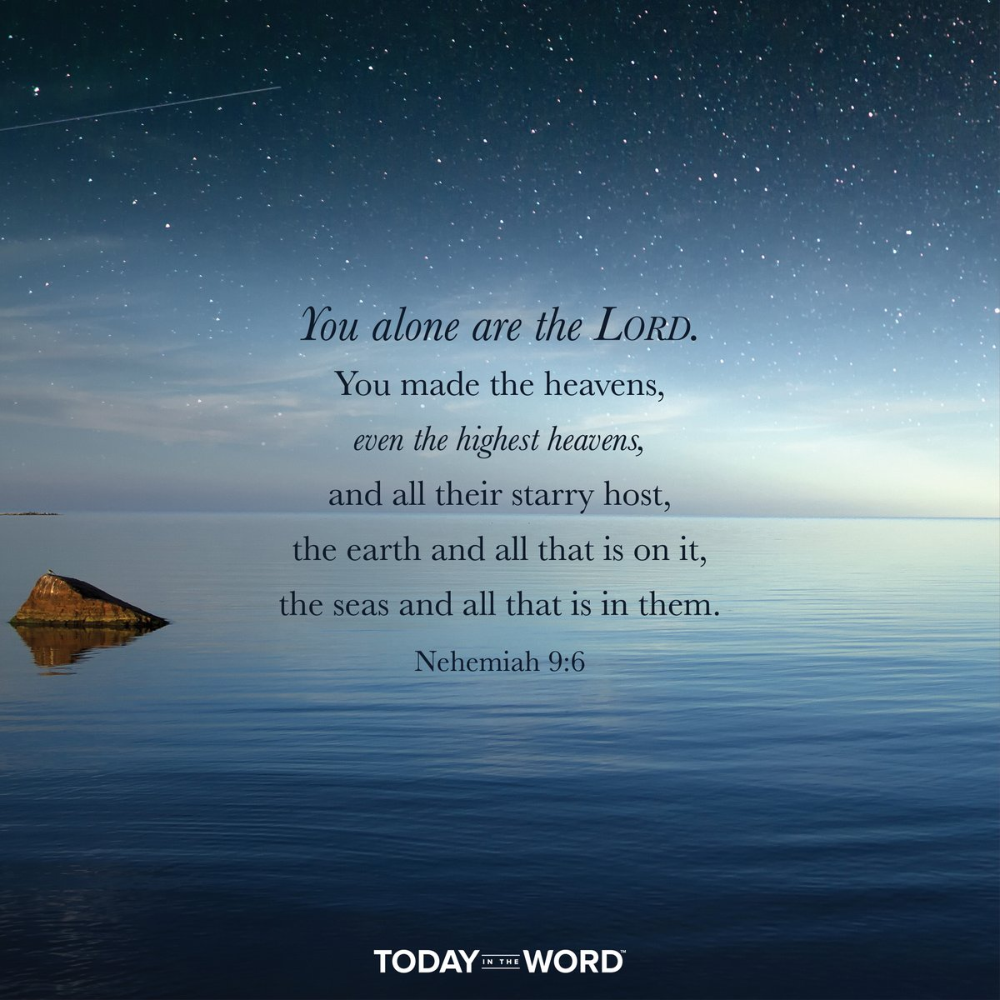 You alone are the LORD.
You made the heavens,
even the highest heavens,
and all their starry host,
the earth and all that is on it,
the seas and all that is in them.
Nehemiah 9:6
TODAY IN THE WORD™